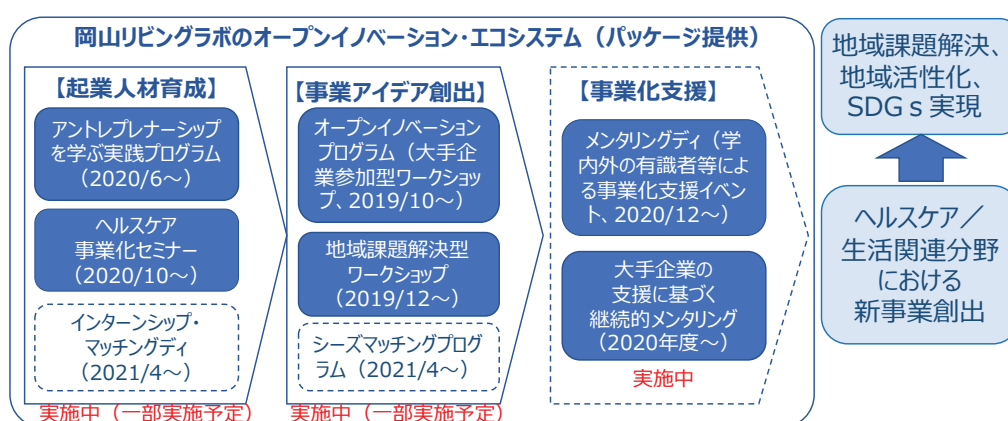 岡山リビングラボのオープンイノベーション・エコシステム（パッケージ提供）
【起業人材育成】
アントレプレナーシップ
を学ぶ実践プログラム
（2020/6～）
ヘルスケア
事業化セミナー
（2020/10～）
インターンシップ・
マッチングディ
（2021/4～）
実施中（一部実施予定）
【事業アイデア創出】
オープンイノベーション
プログラム（大手企
業参加型ワークショッ
プ、2019/10～）
地域課題解決型
ワークショップ
（2019/12～）
シーズマッチングプログ
ラム（2021/4～）
実施中（一部実施予定）
【事業化支援】
メンタリングディ（学
内外の有識者等によ
る事業化支援イベ
ント、2020/12～）
大手企業の
支援に基づく
継続的メンタリング
（2020年度～）
実施中
地域課題解決、
地域活性化、
SDGｓ実現
ヘルスケア／
生活関連分野
における
新事業創出